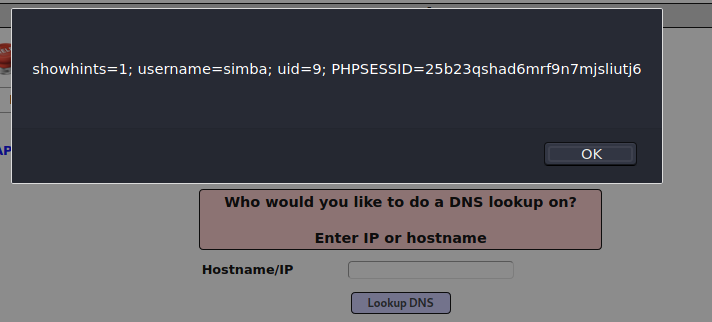 showhints=1; username=simba; uid=9; PHPSESSID=25b23qshad6mrf9n7mjsliutj6
OK
Who would you like to do a DNS lookup on?
Enter IP or hostname
Hostname/IP
Lookup DNS